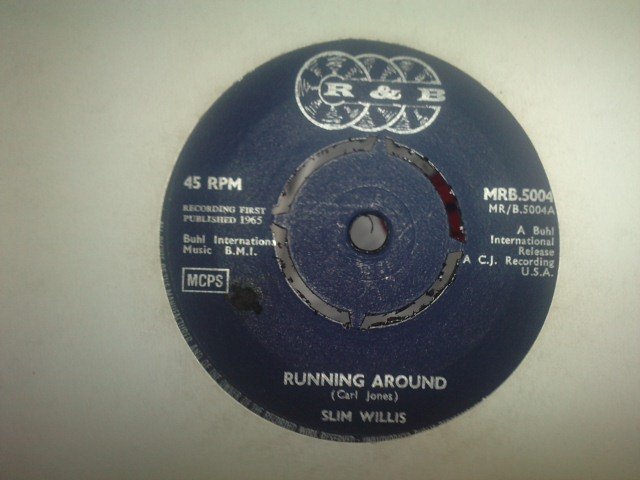 R & B
45 RPM
RECORDING FIRST
PUBLISHED 1965
Buhl Internationa
Music B.M.I.
MCPS
MRB.5004
MR/B.5004A
A Buhl
International
Release
A C.J. Recording
U.S.A.
RUNNING AROUND
(Carl Jones)
SLIM WILLIS